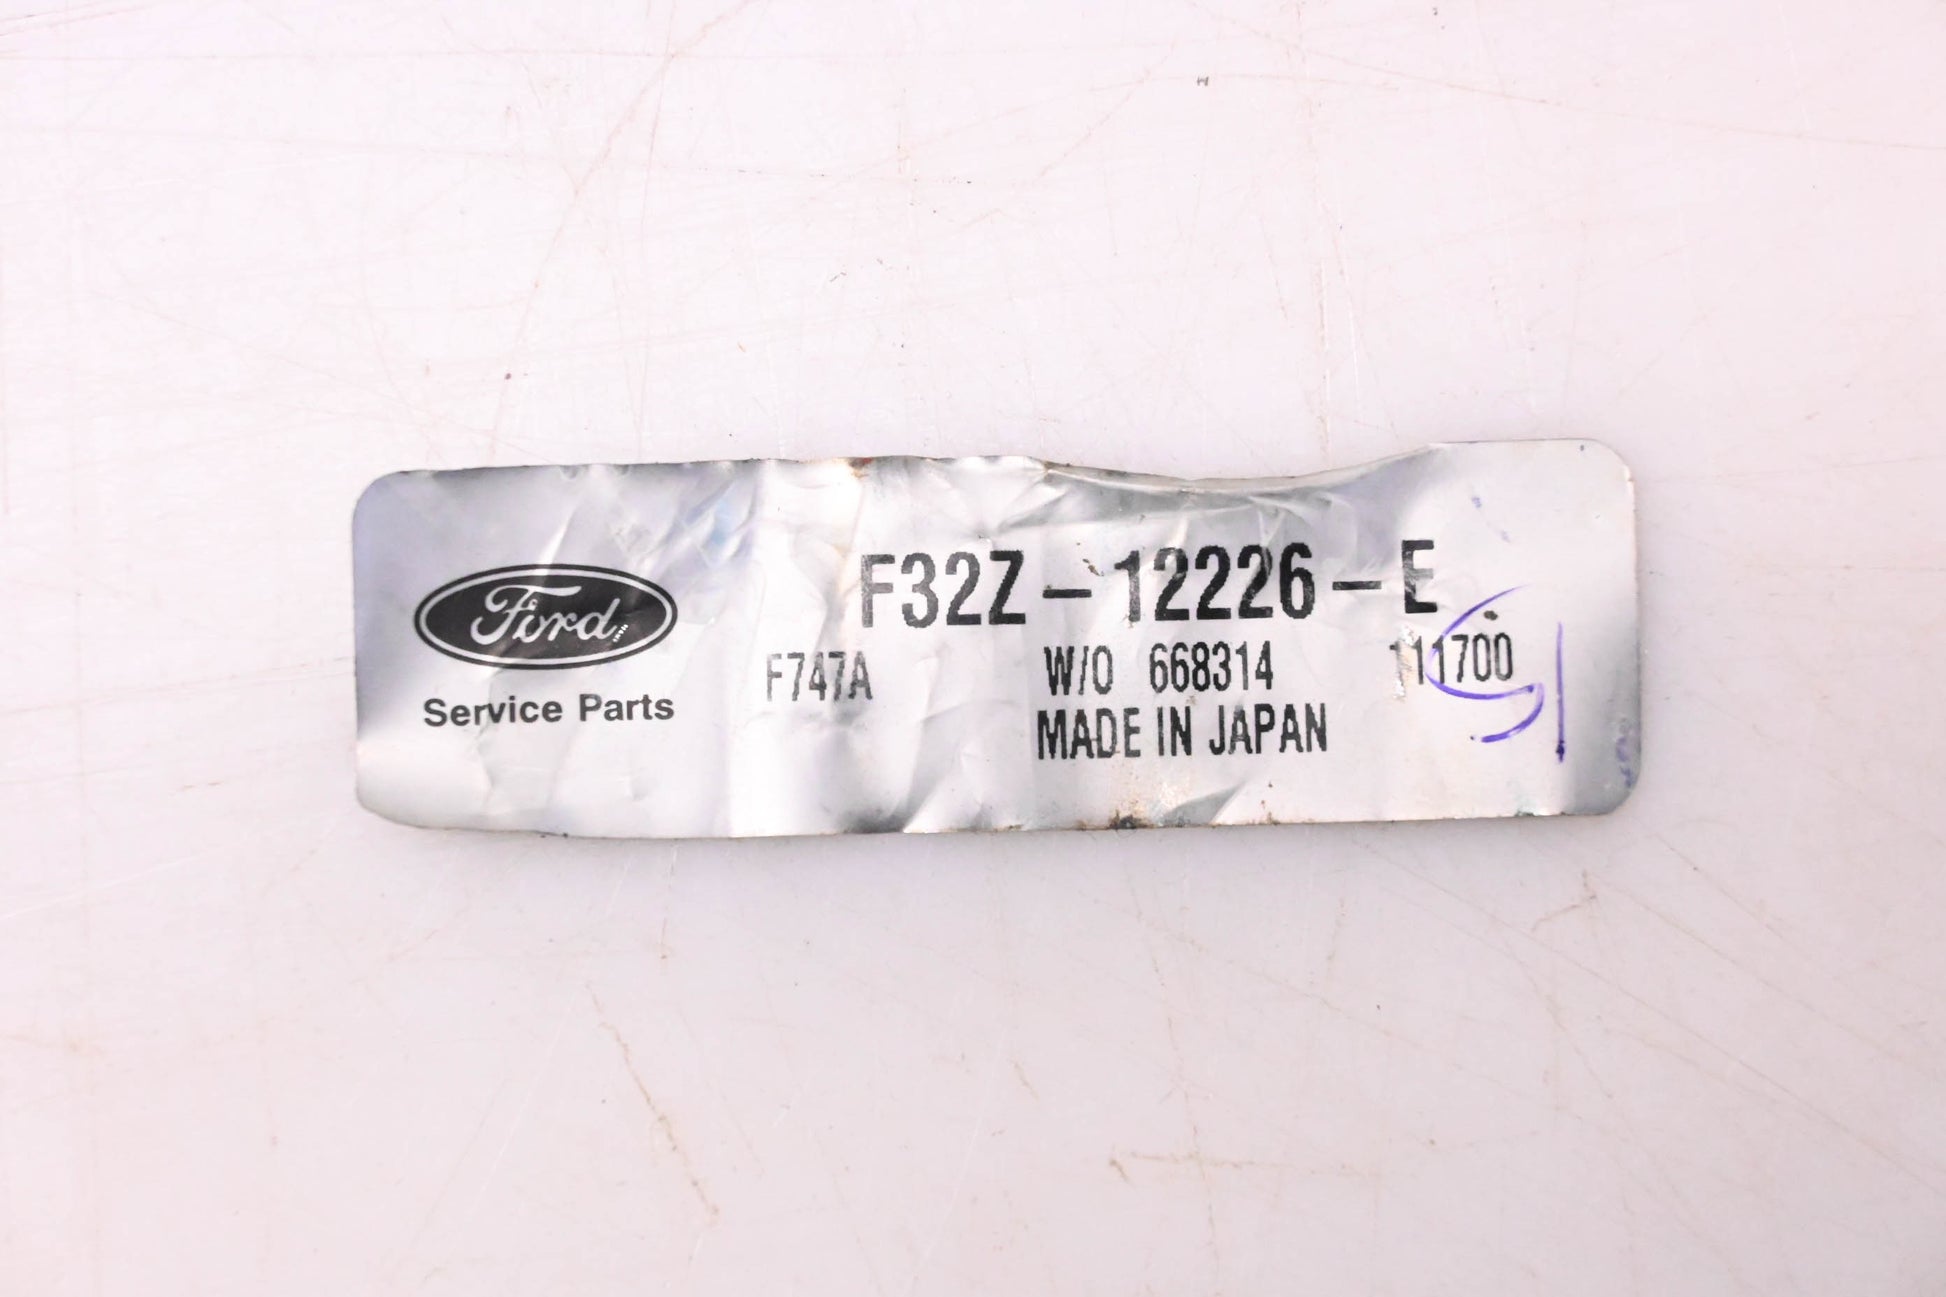 Ford
Service Parts
F32Z-12226-E
F747A W/O 668314 111700
MADE IN JAPAN